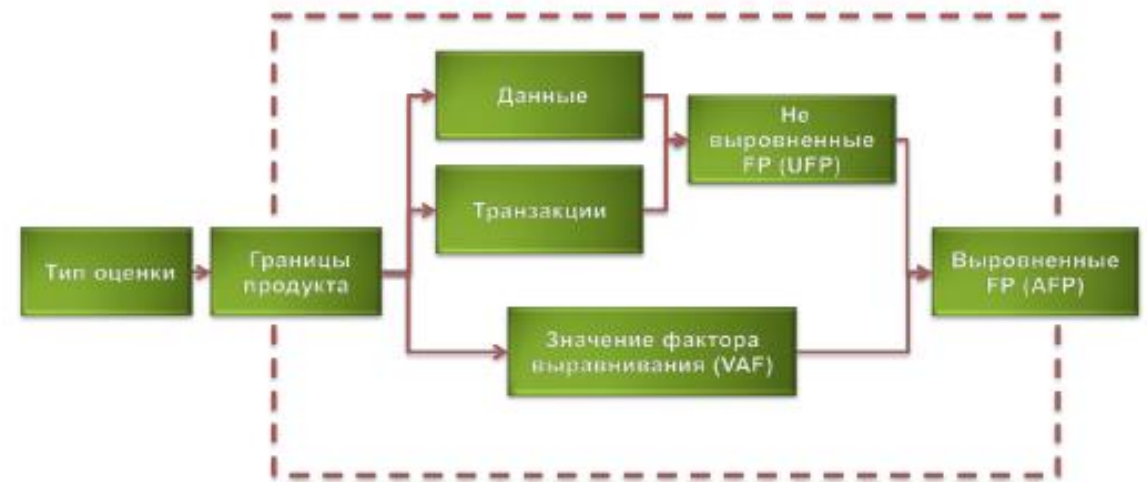 Тип оценки
Границы
продукта
Данные
Транзакции
Не
выровненные
FP (UFP)
Значение фактора
выравнивания (VAF)
Выровненные
FP (AFP)